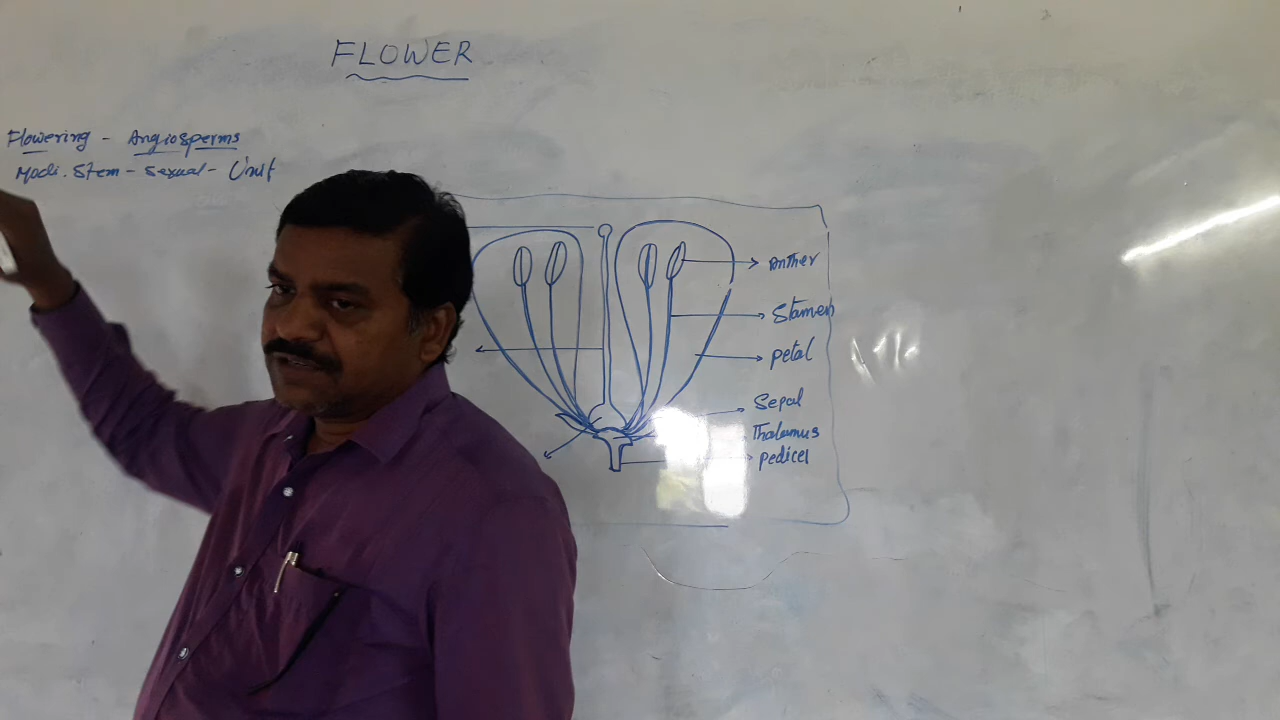 FLOWER
Flowering - Angiosperms
Modi. Stem - Sexual - Unit
Anther
Stamen
Petal
Sepal
Thalamus
Pedicel